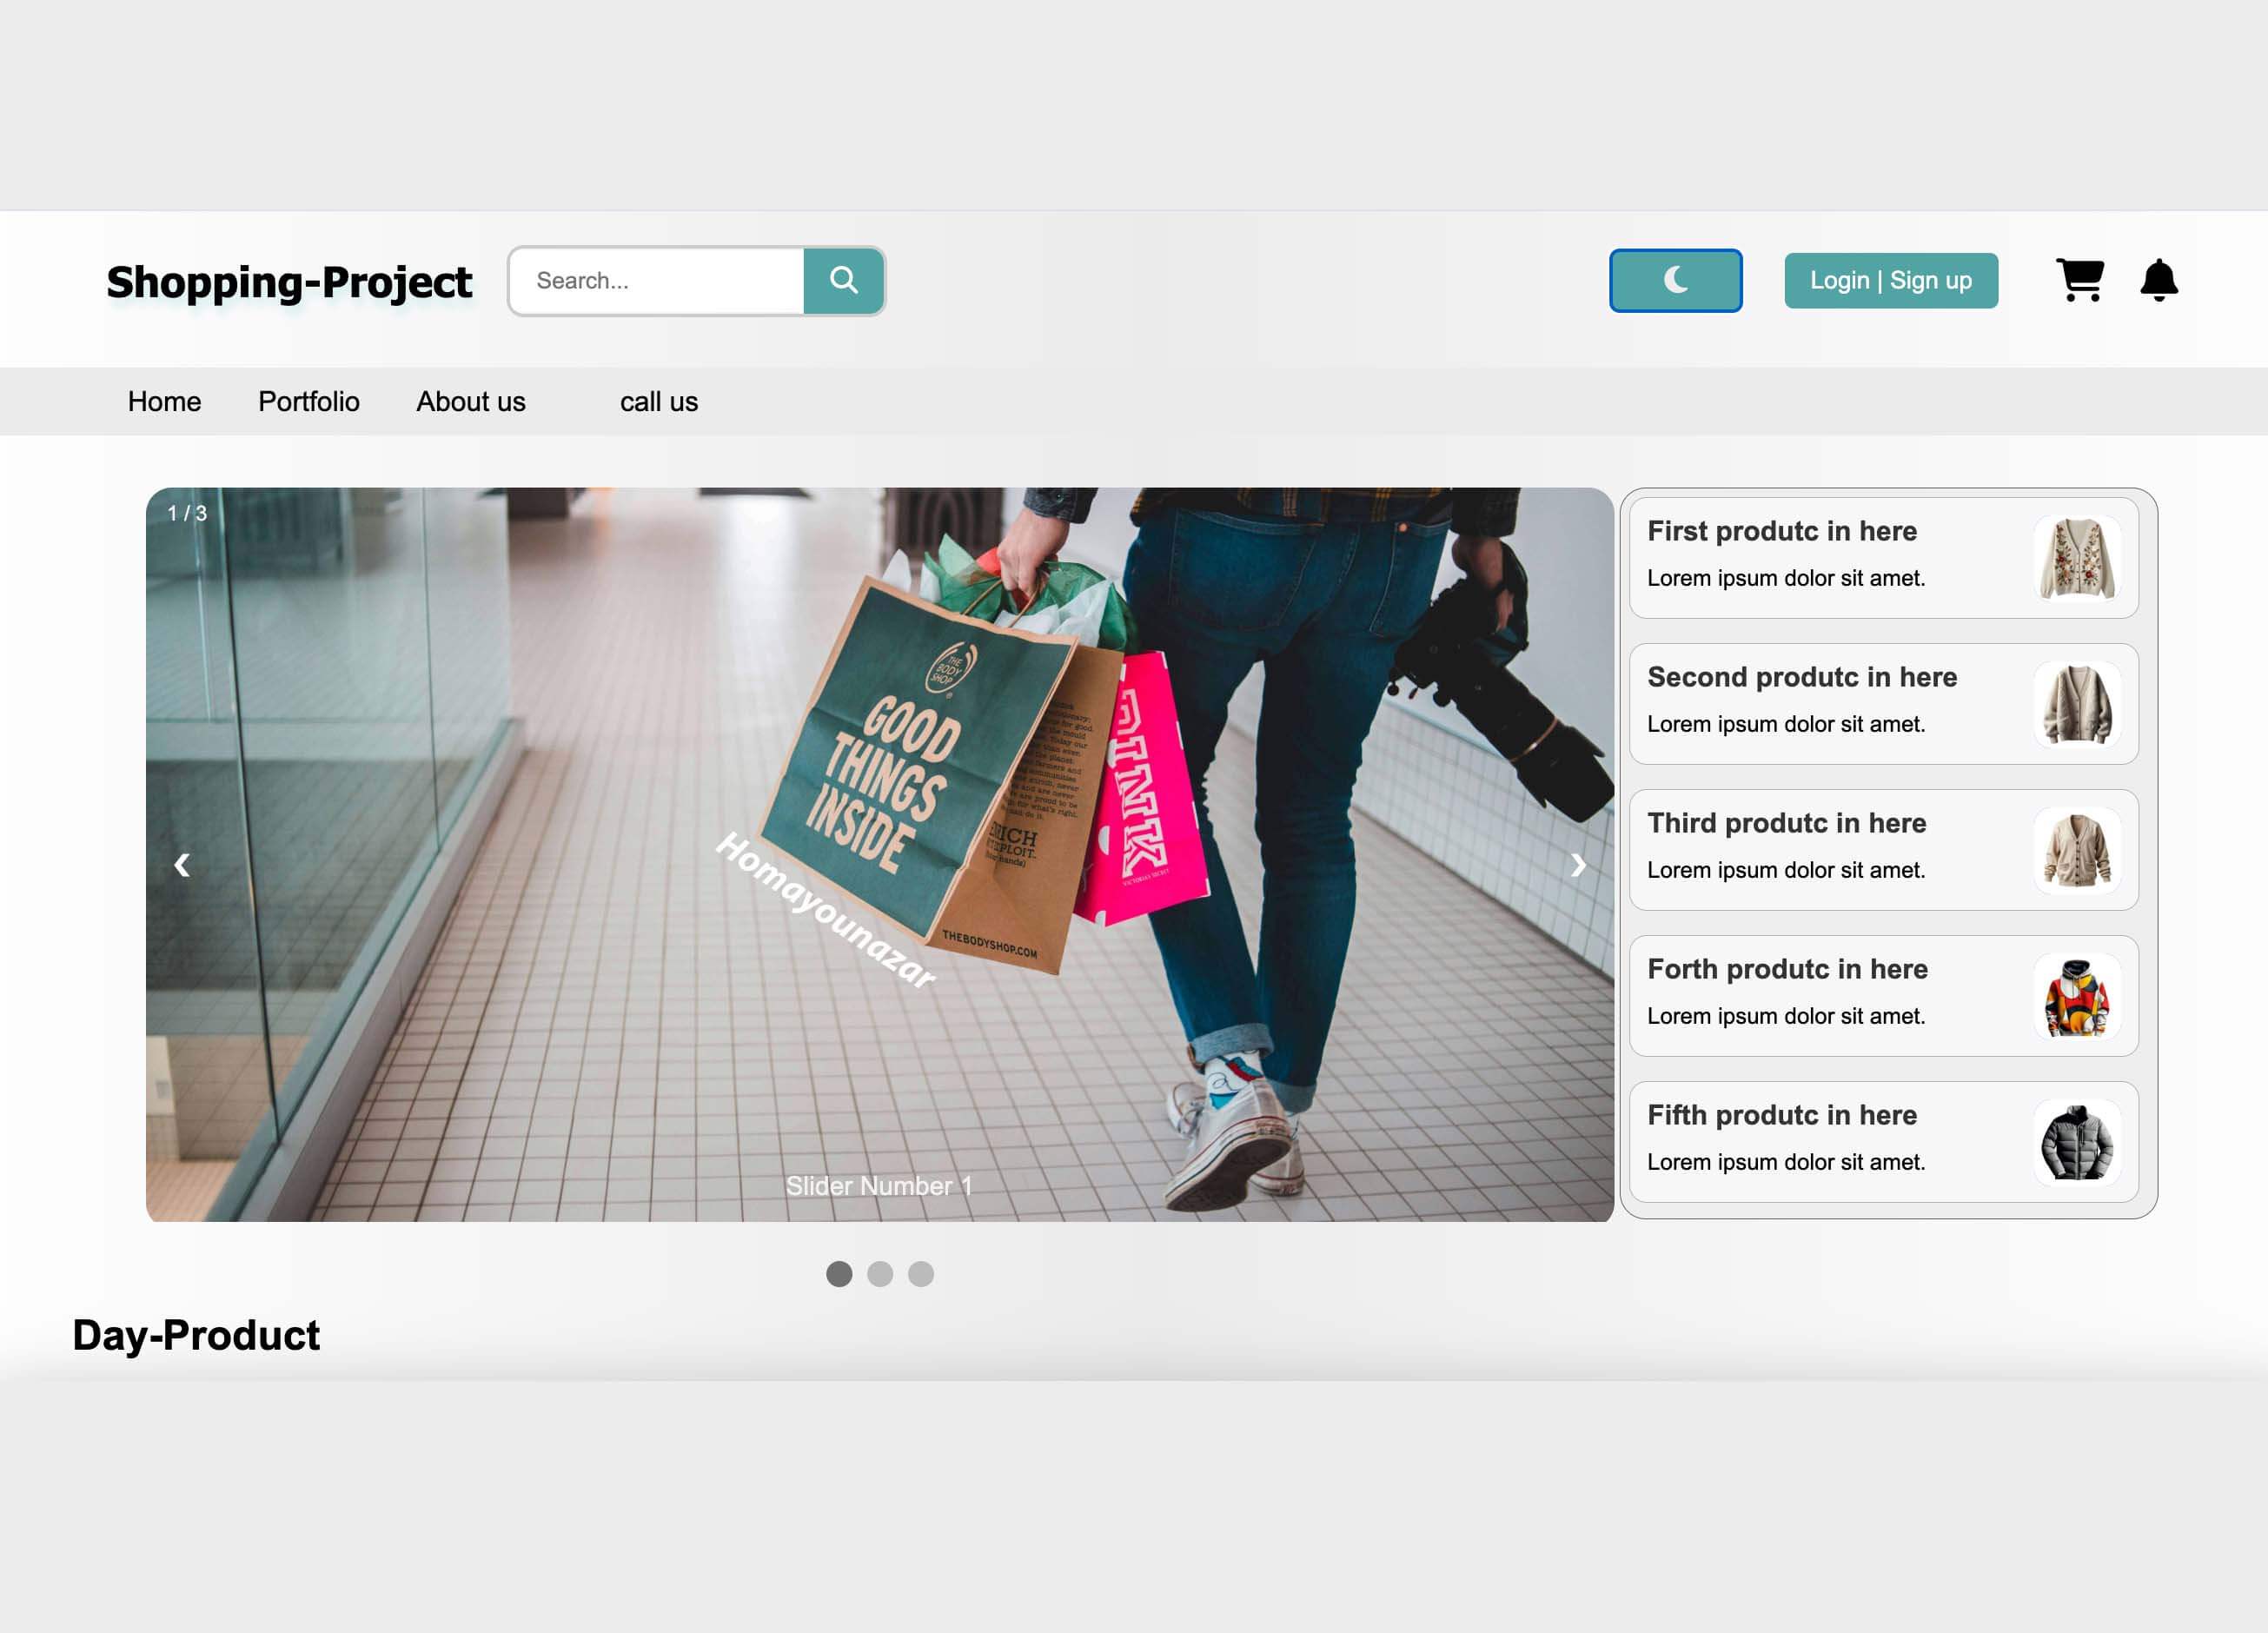 Shopping-Project
Search...
Login | Sign up
Home
Portfolio
About us
call us
1 / 3
THE
BODY
SHOP
GOOD
THINGS
INSIDE
THEBODYSHOP.COM
PINK
VICTORIA'S SECRET
Homayounazar
❮
❯
Slider Number 1
First produtc in here
Lorem ipsum dolor sit amet.
Second produtc in here
Lorem ipsum dolor sit amet.
Third produtc in here
Lorem ipsum dolor sit amet.
Forth produtc in here
Lorem ipsum dolor sit amet.
Fifth produtc in here
Lorem ipsum dolor sit amet.
Day-Product